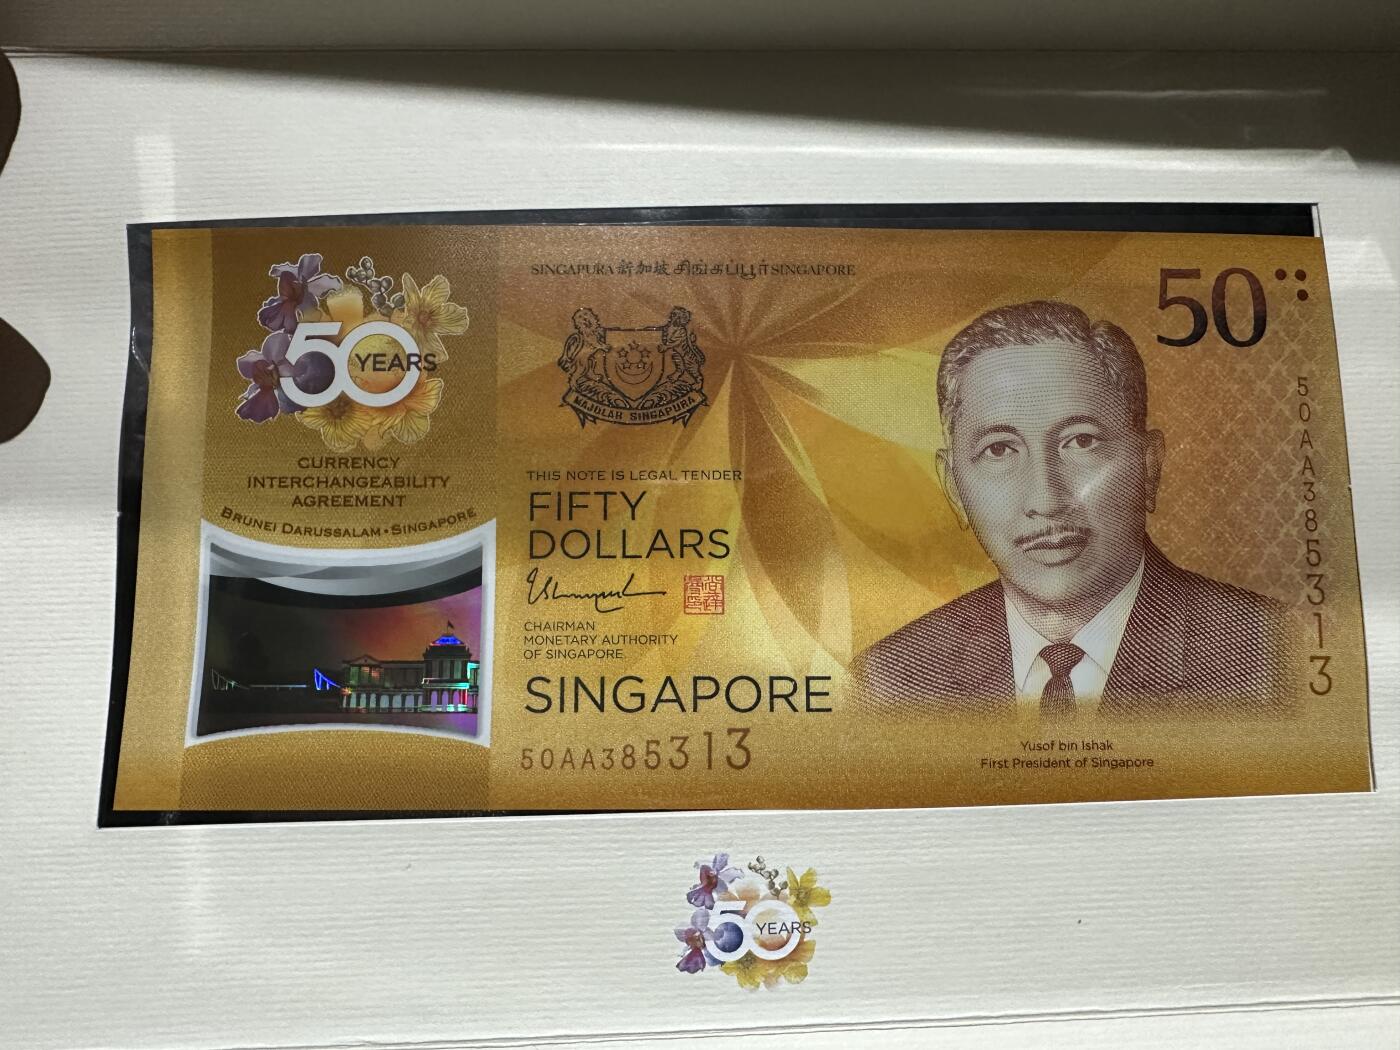 50
YEARS
CURRENCY
INTERCHANGEABILITY
AGREEMENT
BRUNEI DARUSSALAM • SINGAPORE
SINGAPURA 新加坡 சிங்கப்பூர் SINGAPORE
MAJULAH SINGAPURA
THIS NOTE IS LEGAL TENDER
FIFTY
DOLLARS
CHAIRMAN
MONETARY AUTHORITY
OF SINGAPORE
SINGAPORE
50AA385313
50
50AA385313
Yusof bin Ishak
First President of Singapore
50
YEARS